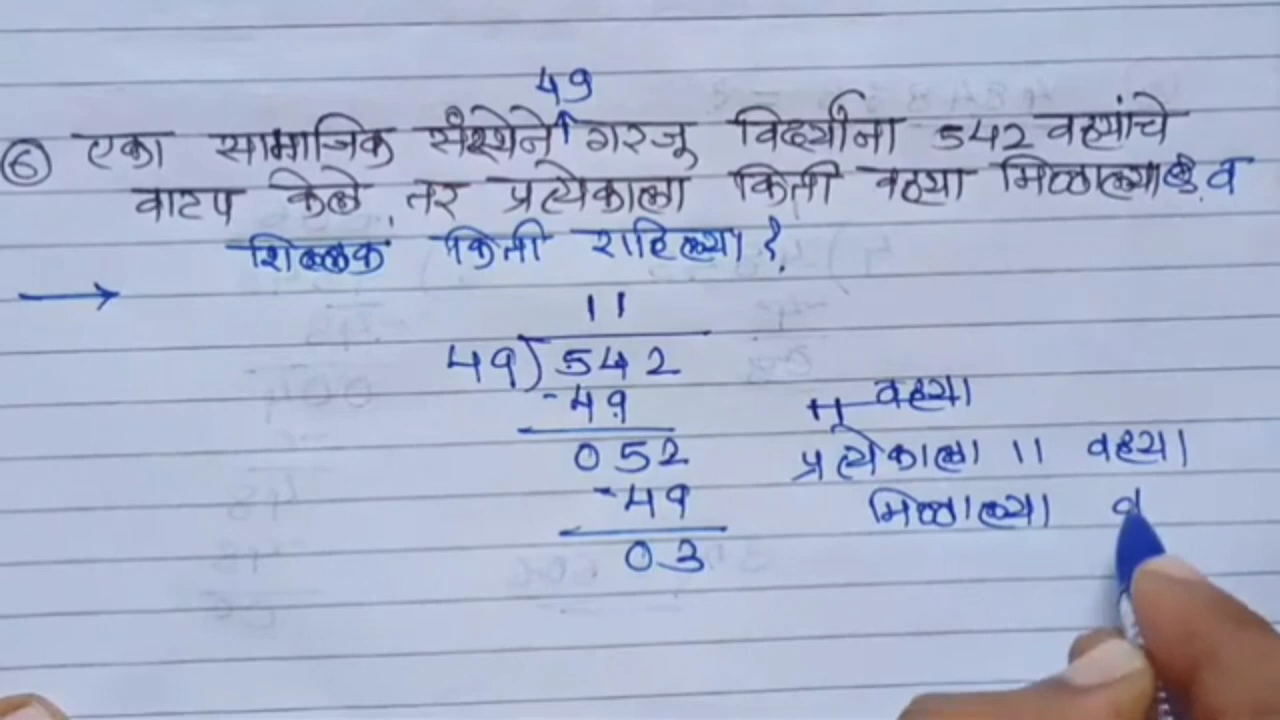 49
⑥ एका सामाजिक संस्थेने ↑ गरजू विद्यार्थीना 542 वह्यांचे
वाटप केले. तर प्रत्येकाला किती वह्या मिळाल्या व
शिल्लक किती राहिल्या?
→
11
49)542
-49
052
-49
03
11 वह्या
प्रत्येकाला 11 वह्या
मिळाल्या व